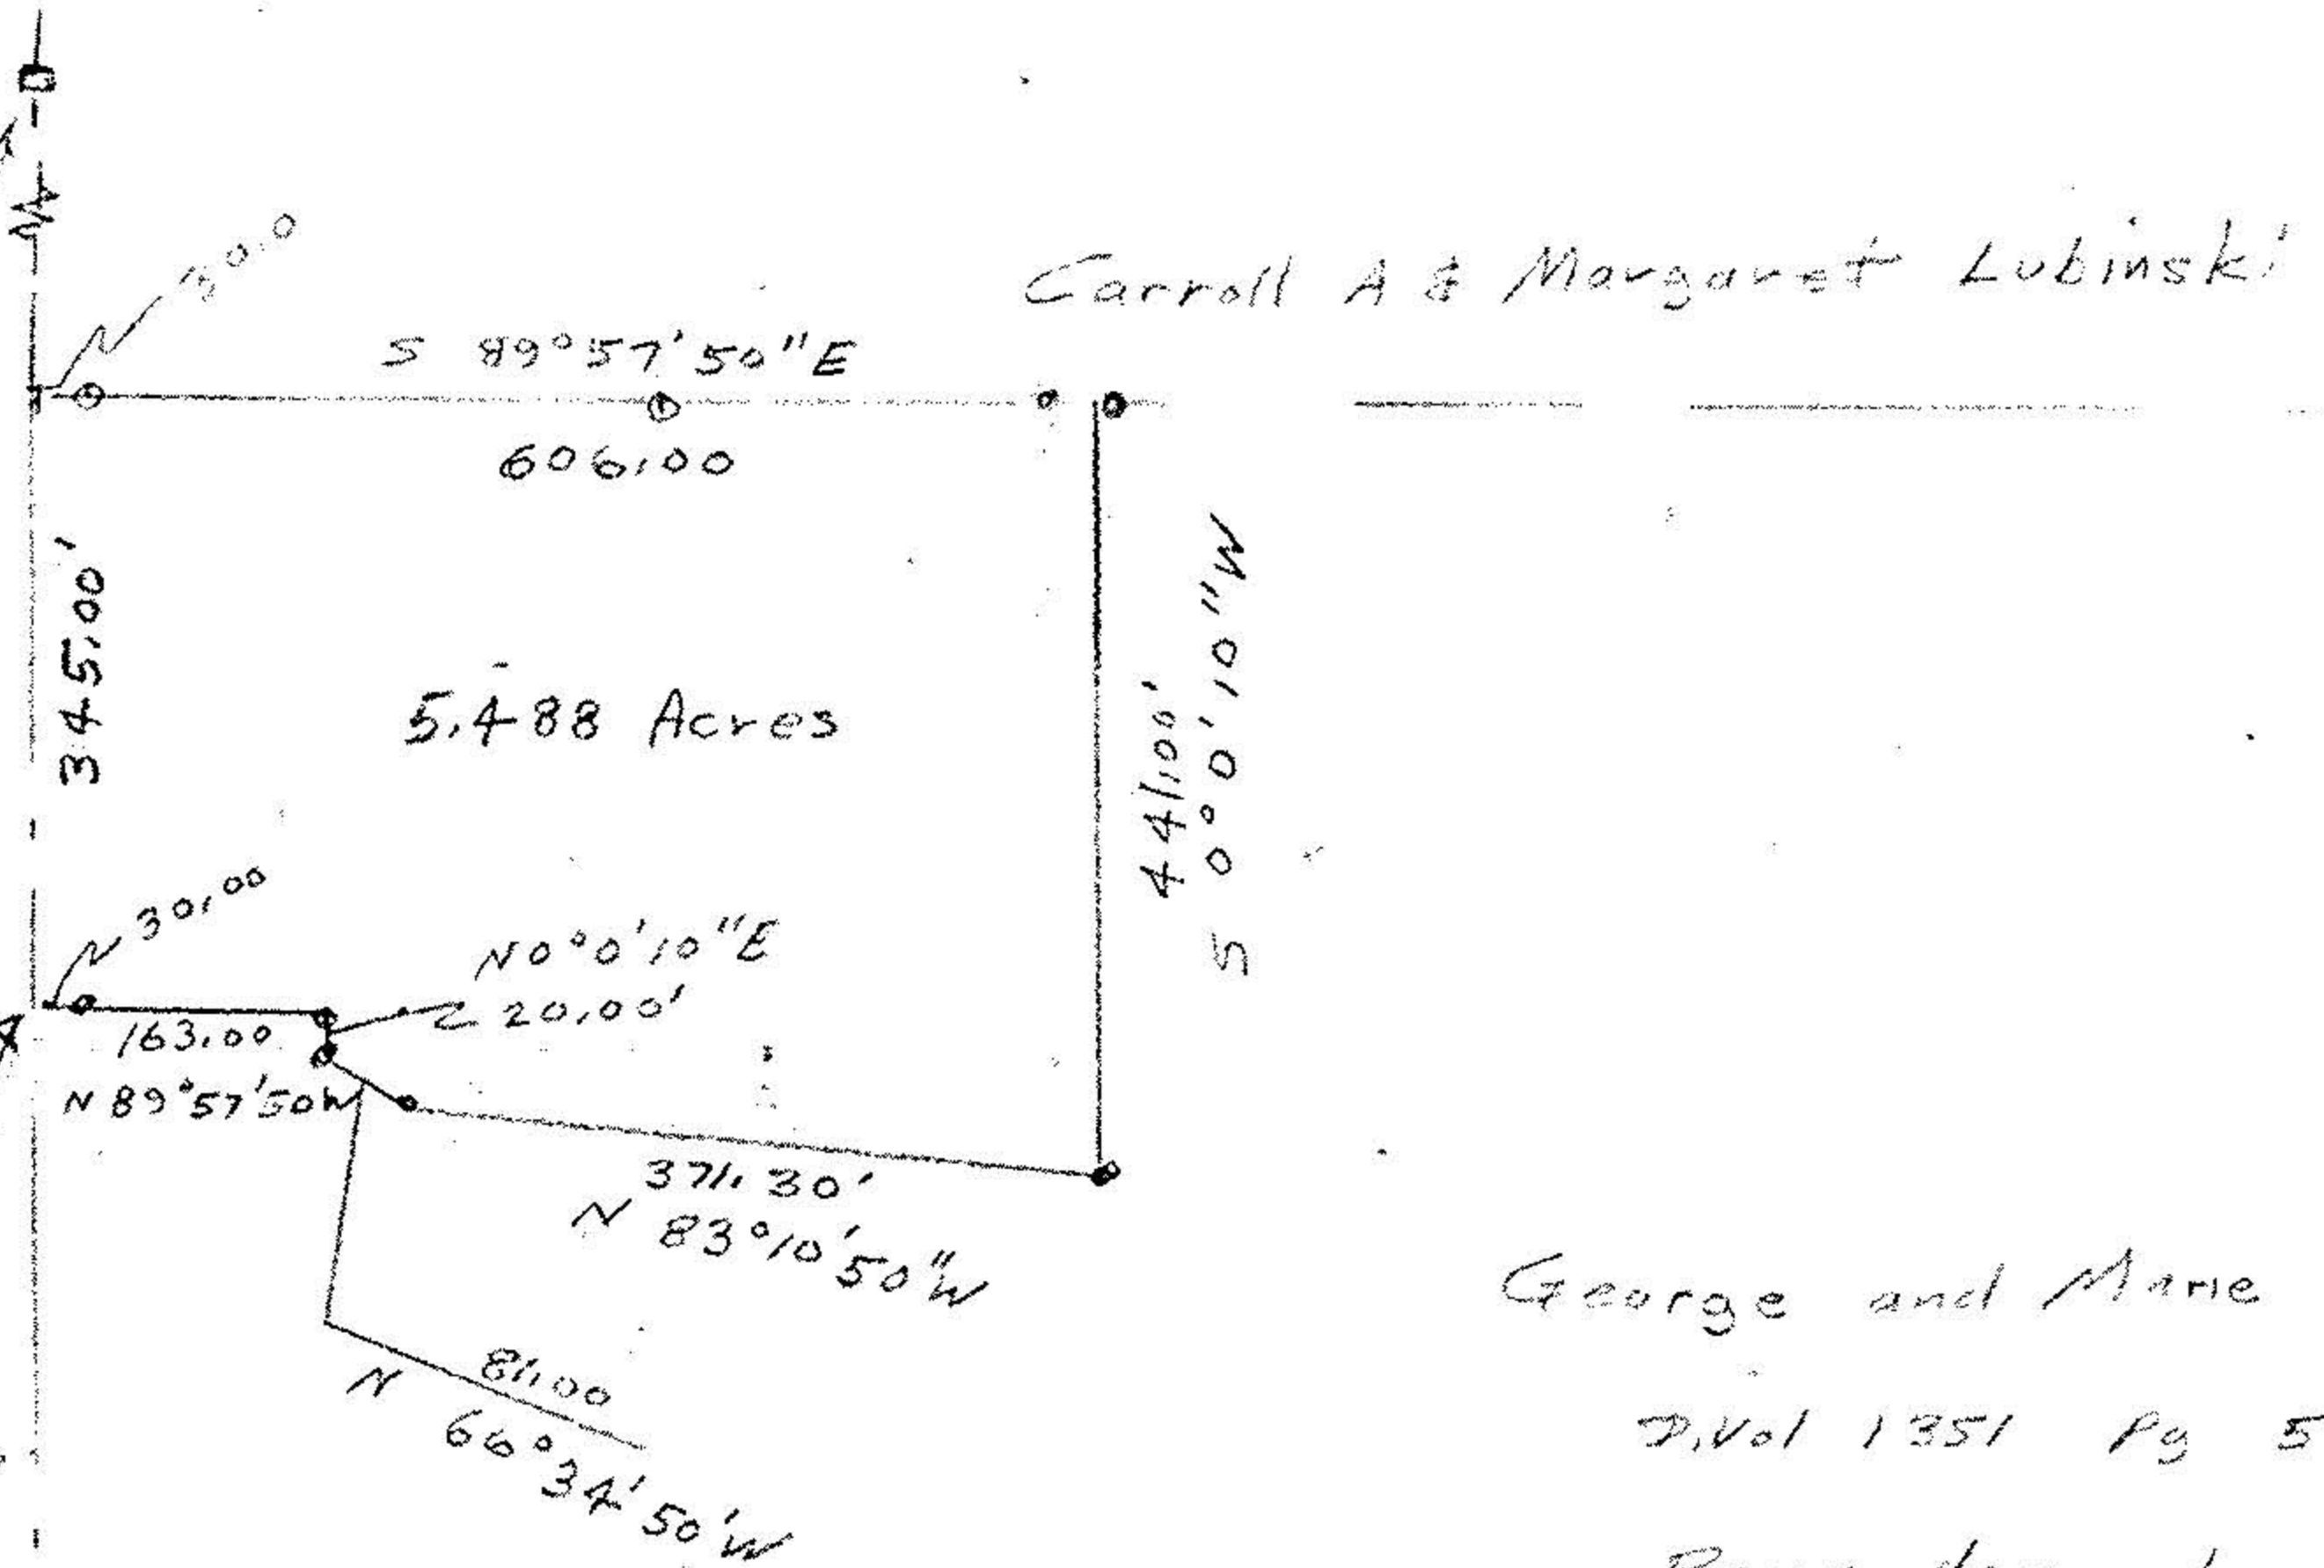 Carroll A & Margaret Lubinski
S 89°57'50"E
606.00
345.00'
5.488 Acres
441.00'
S 0°0'10"W
30.00
N0°0'10"E
20.00'
163.00
N 89°57'50W
371.30'
N 83°10'50"W
81.00
N 66°34'50'W
George and Marie
D.Vol 1351 Pg 5